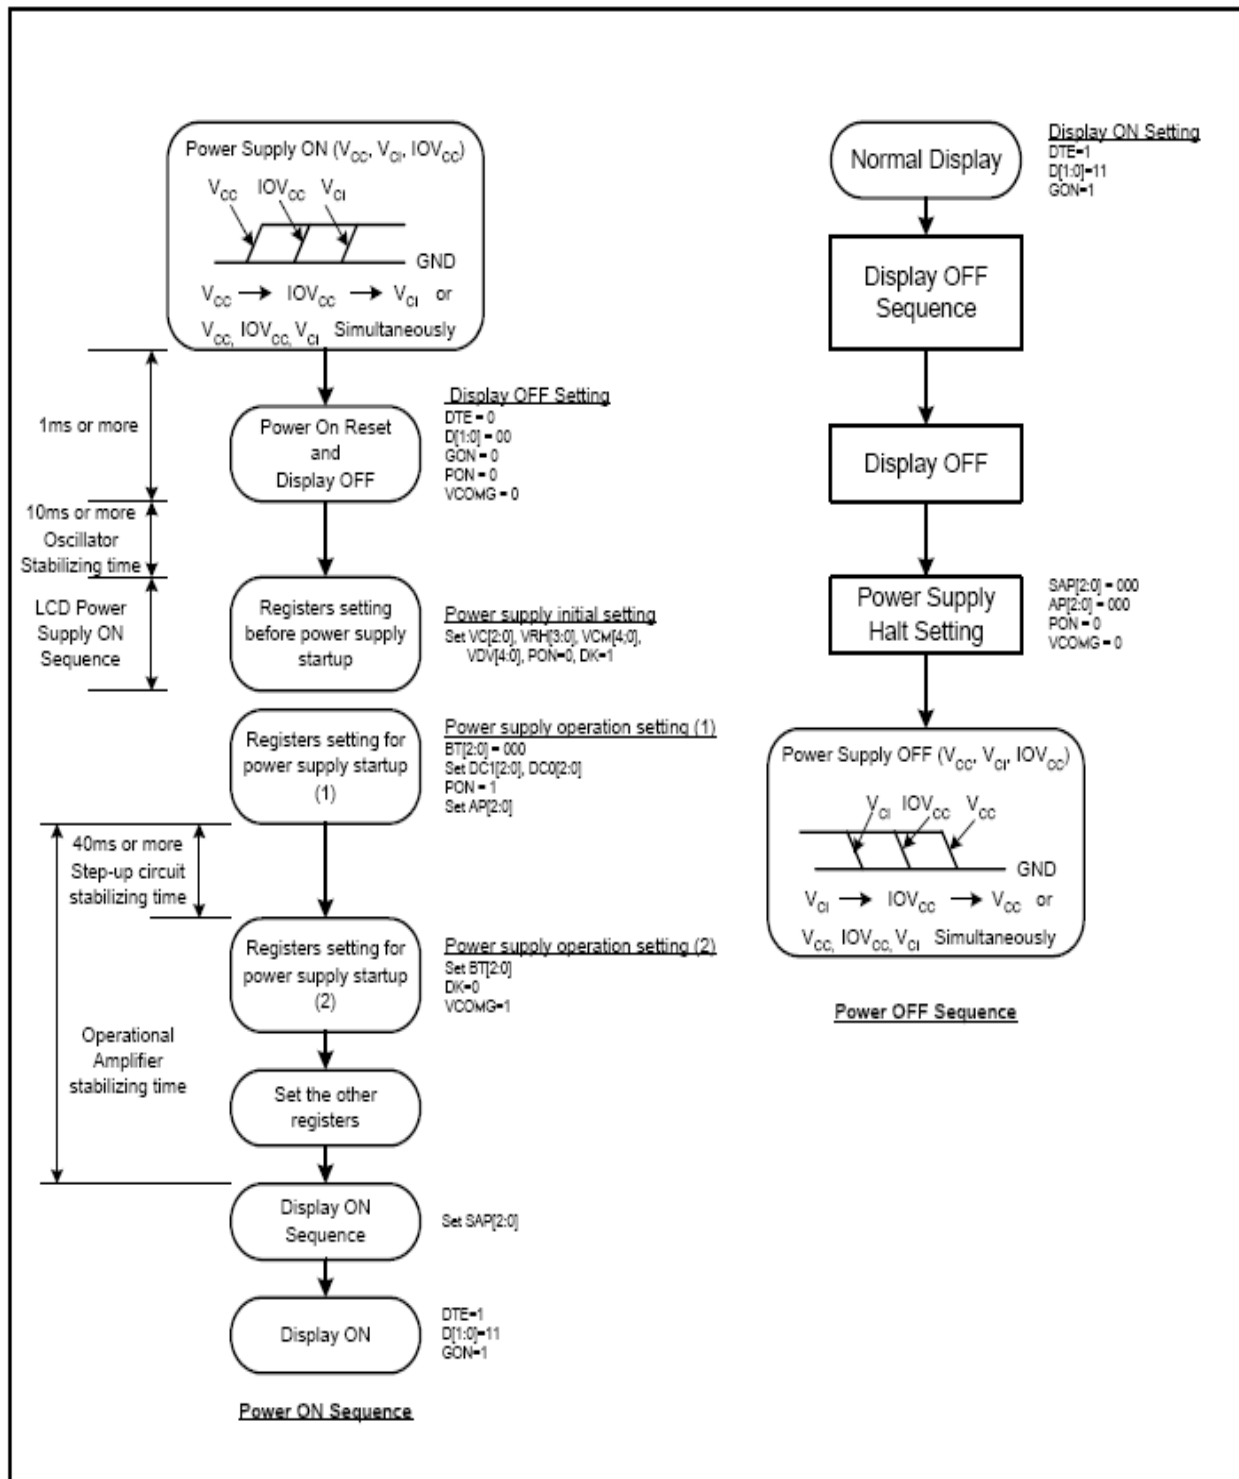 Power Supply ON (VCC, VCI, IOVCC)
VCC IOVCC VCI
GND
VCC → IOVCC → VCI or
VCC, IOVCC, VCI Simultaneously
1ms or more
Power On Reset
and
Display OFF
Display OFF Setting
DTE = 0
D[1:0] = 00
GON = 0
PON = 0
VCOMG = 0
10ms or more
Oscillator
Stabilizing time
LCD Power
Supply ON
Sequence
Registers setting
before power supply
startup
Power supply initial setting
Set VC[2:0], VRH[3:0], VCM[4;0],
VDV[4:0], PON=0, DK=1
Registers setting for
power supply startup
(1)
Power supply operation setting (1)
BT[2:0] = 000
Set DC1[2:0], DC0[2:0]
PON = 1
Set AP[2:0]
40ms or more
Step-up circuit
stabilizing time
Registers setting for
power supply startup
(2)
Power supply operation setting (2)
Set BT[2:0]
DK=0
VCOMG=1
Operational
Amplifier
stabilizing time
Set the other
registers
Display ON
Sequence
Set SAP[2:0]
Display ON
DTE=1
D[1:0]=11
GON=1
Power ON Sequence
Normal Display
Display ON Setting
DTE=1
D[1:0]=11
GON=1
Display OFF
Sequence
Display OFF
Power Supply
Halt Setting
SAP[2:0] = 000
AP[2:0] = 000
PON = 0
VCOMG = 0
Power Supply OFF (VCC, VCI, IOVCC)
VCI IOVCC VCC
GND
VCI → IOVCC → VCC or
VCC, IOVCC, VCI Simultaneously
Power OFF Sequence